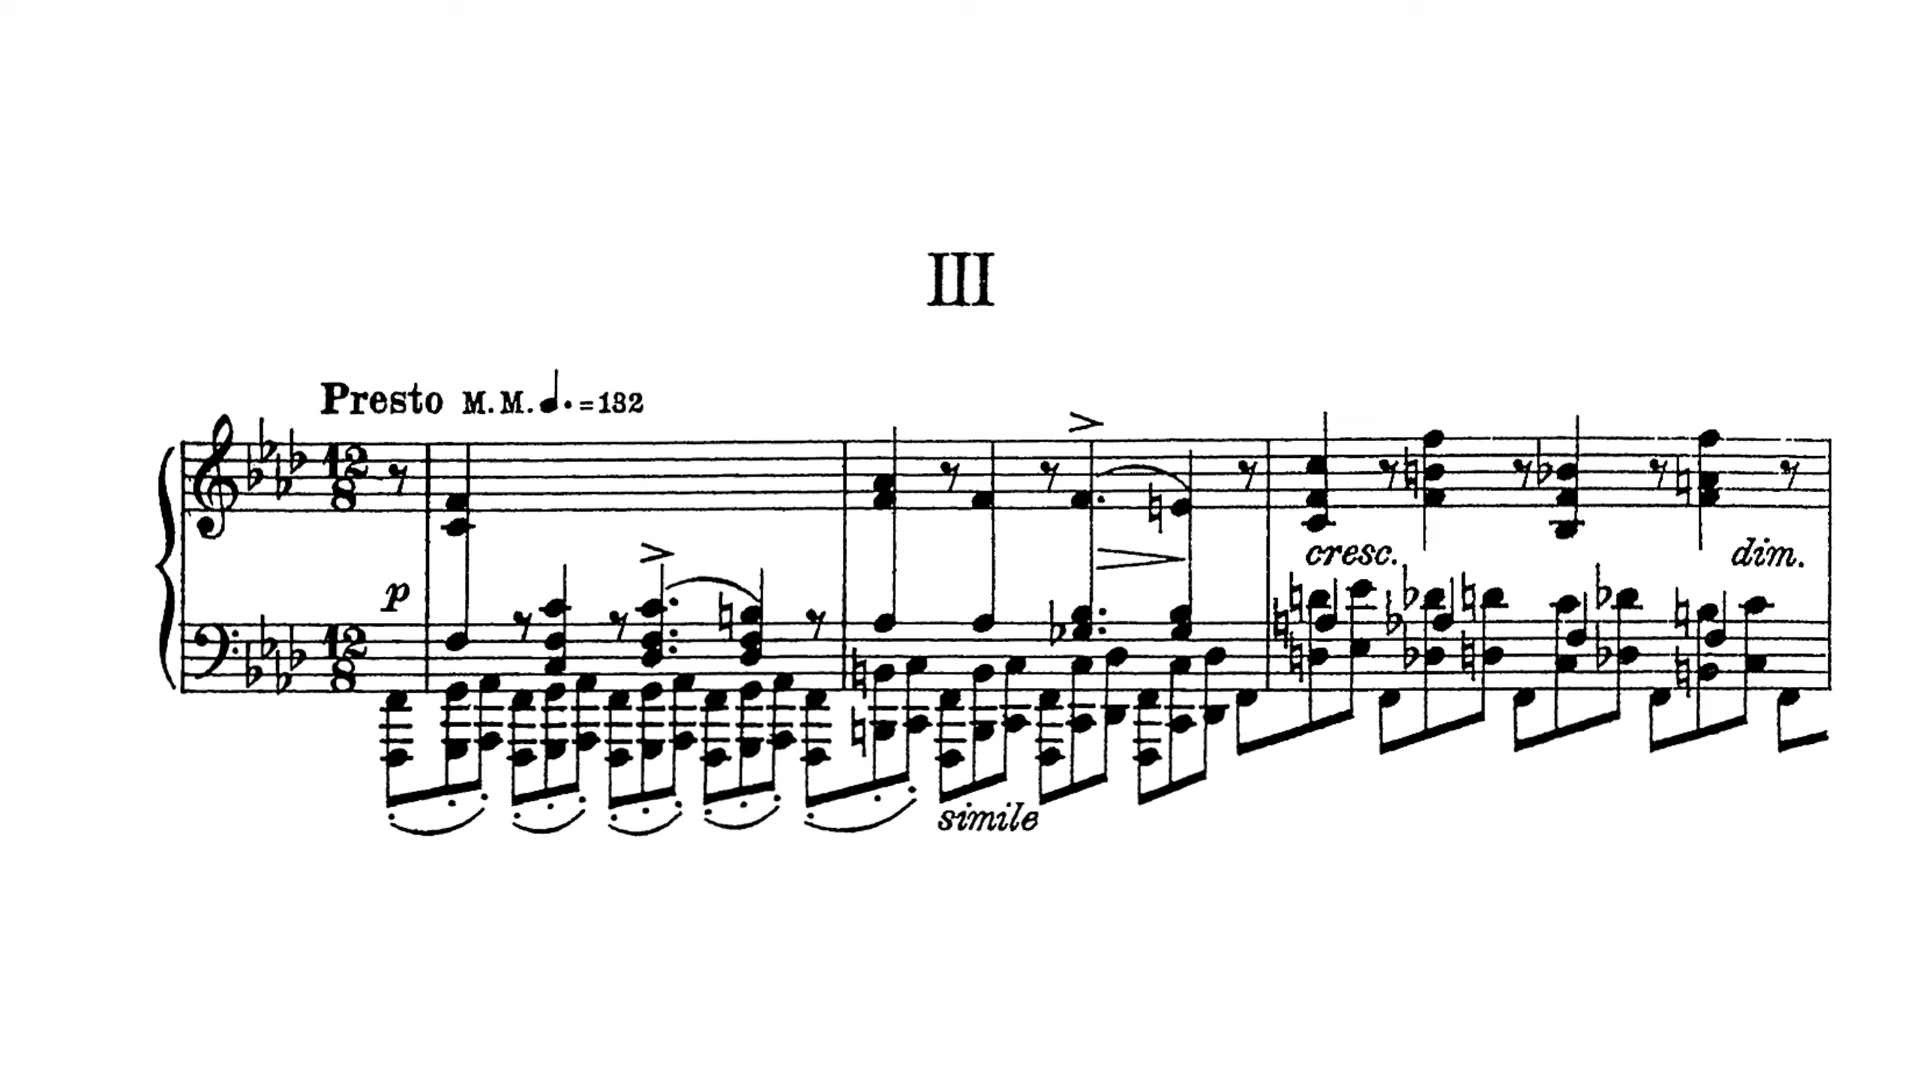 III
Presto M. M. ♩. = 132
12 8
p
cresc. dim.
12 8
simile